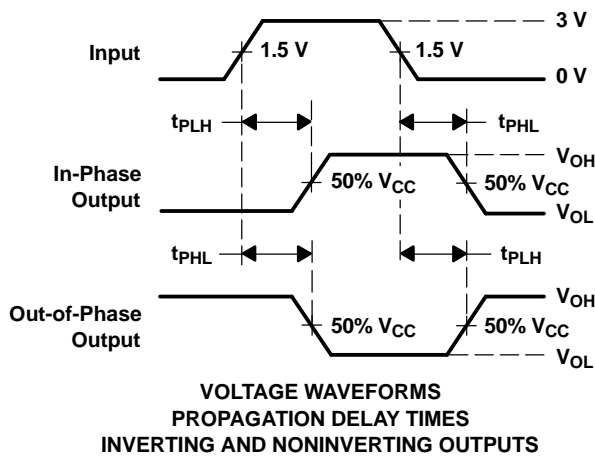 3 V
Input
1.5 V
1.5 V
0 V
tPLH
tPHL
VOH
In-Phase
Output
50% VCC
50% VCC
VOL
tPHL
tPLH
VOH
Out-of-Phase
Output
50% VCC
50% VCC
VOL
VOLTAGE WAVEFORMS
PROPAGATION DELAY TIMES
INVERTING AND NONINVERTING OUTPUTS